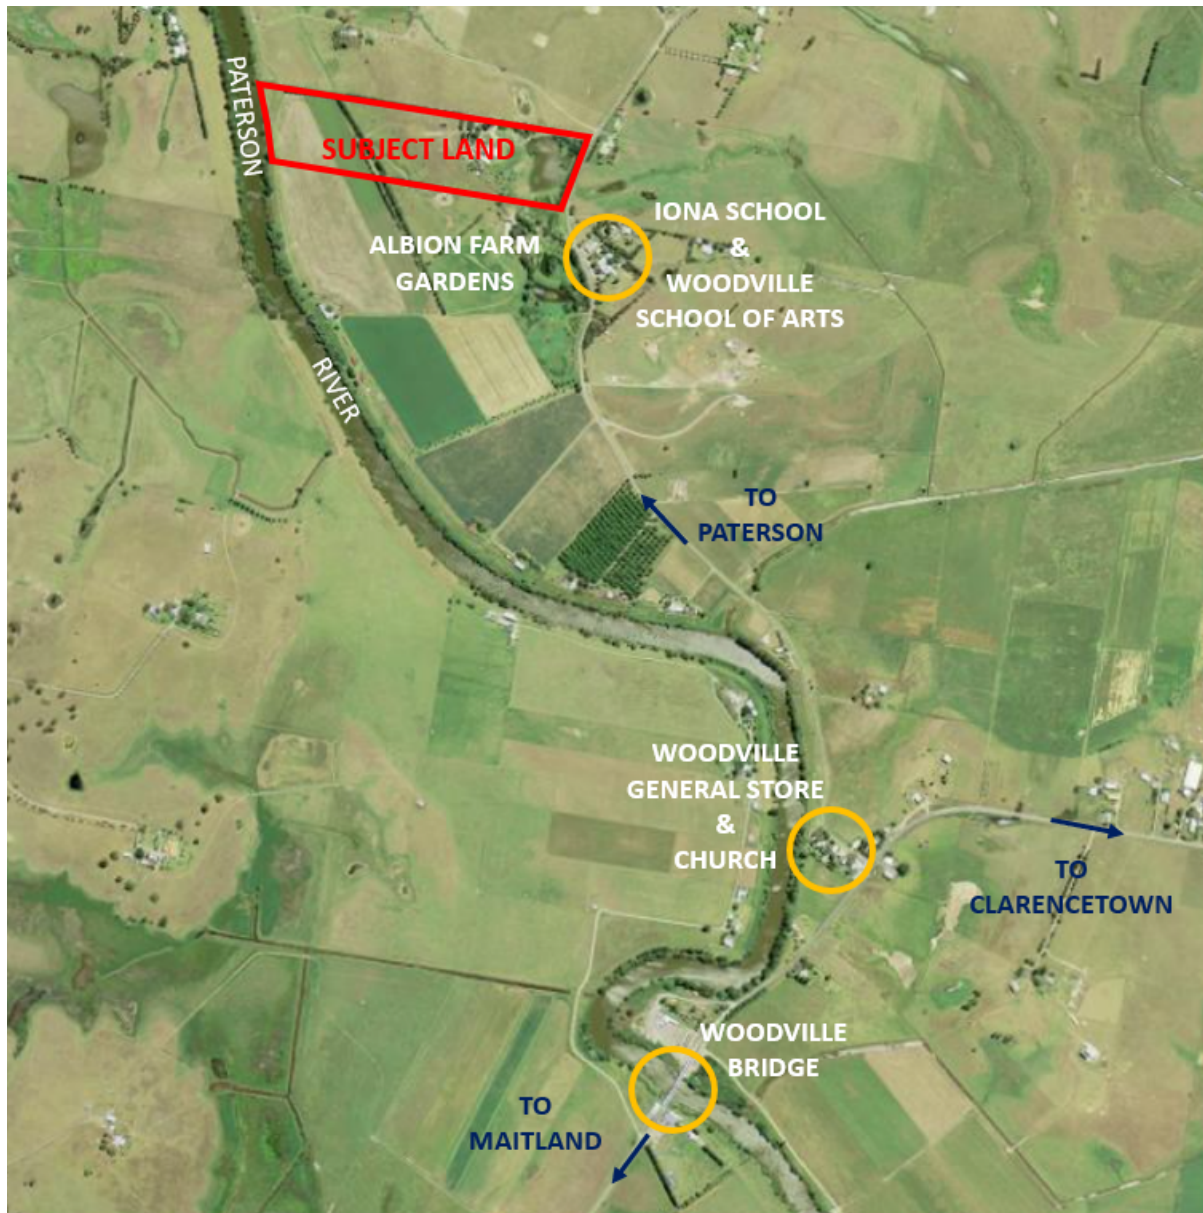 PATERSON
SUBJECT LAND
IONA SCHOOL
&
WOODVILLE
SCHOOL OF ARTS
ALBION FARM
GARDENS
RIVER
TO
PATERSON
WOODVILLE
GENERAL STORE
&
CHURCH
TO
CLARENCETOWN
WOODVILLE
BRIDGE
TO
MAITLAND